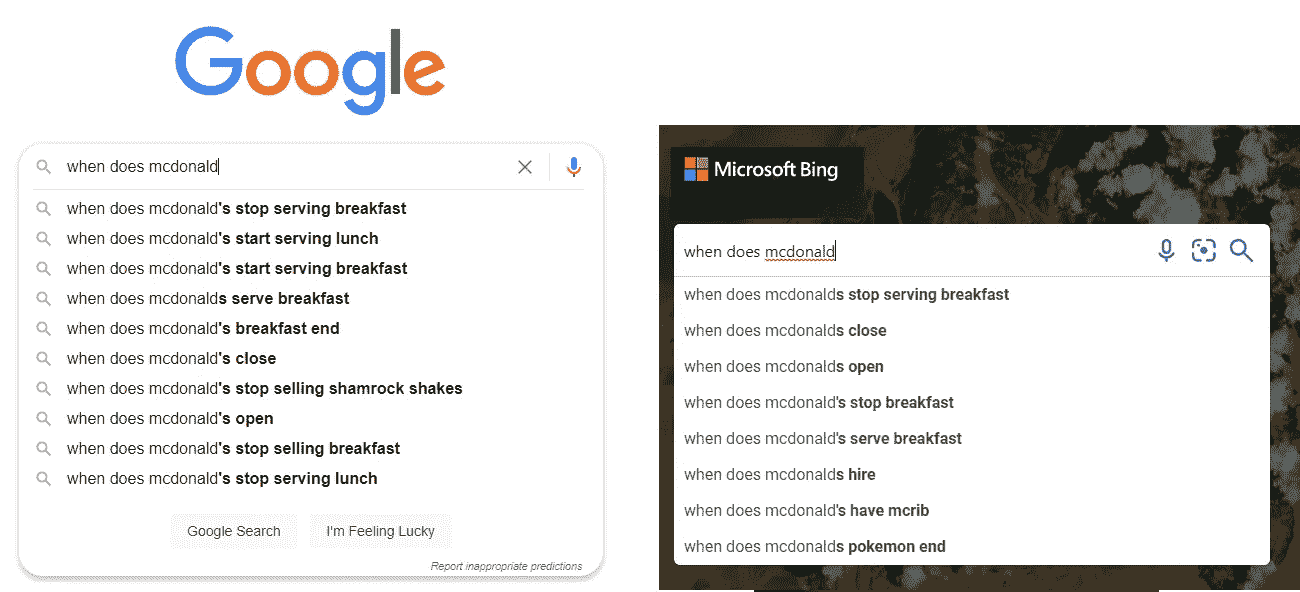 Google
when does mcdonald
when does mcdonald's stop serving breakfast
when does mcdonald's start serving lunch
when does mcdonald's start serving breakfast
when does mcdonalds serve breakfast
when does mcdonald's breakfast end
when does mcdonald's close
when does mcdonald's stop selling shamrock shakes
when does mcdonald's open
when does mcdonald's stop selling breakfast
when does mcdonald's stop serving lunch
Google Search
I'm Feeling Lucky
Report inappropriate predictions
Microsoft Bing
when does mcdonald
when does mcdonalds stop serving breakfast
when does mcdonalds close
when does mcdonalds open
when does mcdonald's stop breakfast
when does mcdonald's serve breakfast
when does mcdonalds hire
when does mcdonald's have mcrib
when does mcdonalds pokemon end